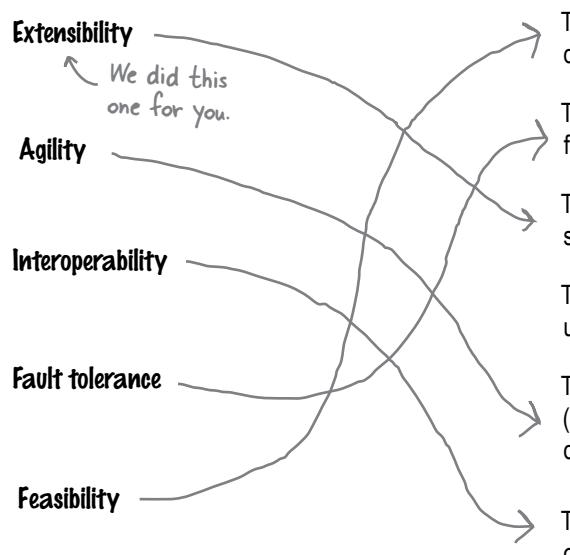 Extensibility
We did this
one for you.
Agility
Interoperability
Fault tolerance
Feasibility